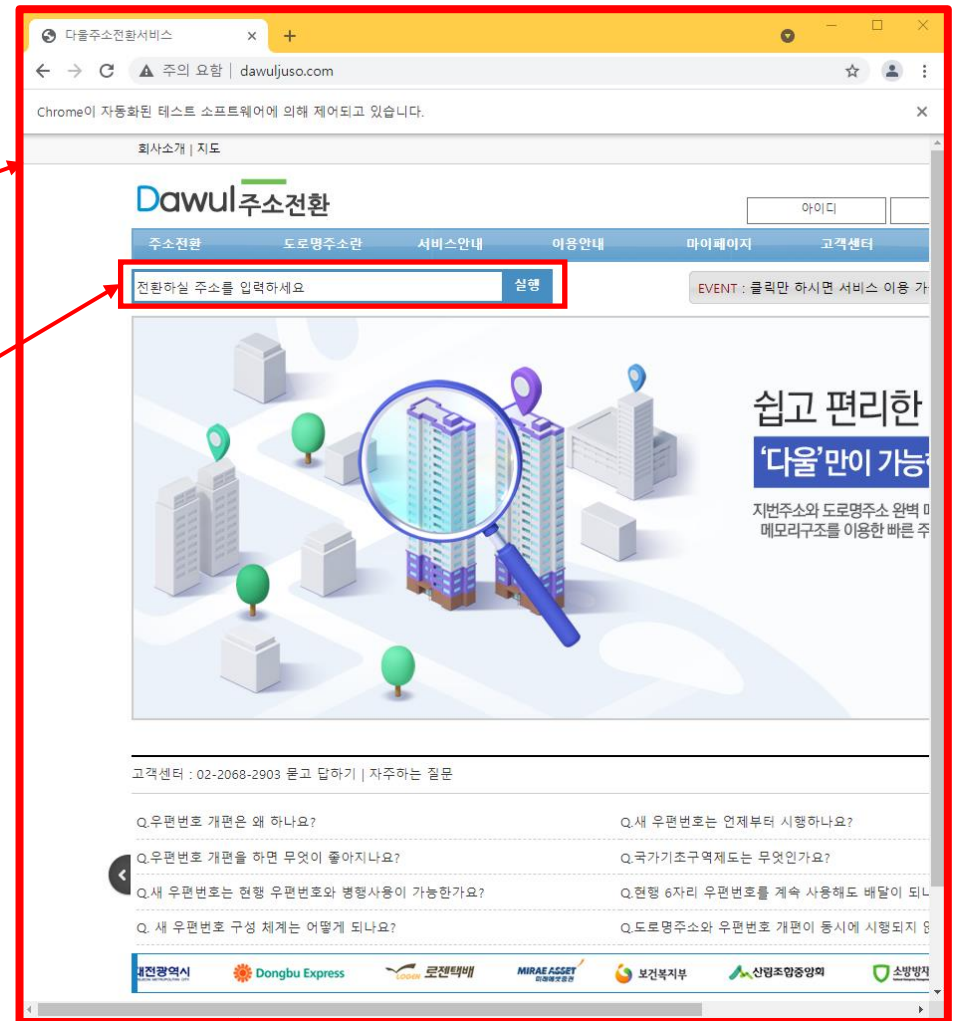 다울주소전환서비스
주의 요함 | dawuljuso.com
Chrome이 자동화된 테스트 소프트웨어에 의해 제어되고 있습니다.
회사소개 | 지도
Dawul주소전환
아이디
주소전환 도로명주소란 서비스안내 이용안내 마이페이지 고객센터
전환하실 주소를 입력하세요 실행 EVENT : 클릭만 하시면 서비스 이용 가
쉽고 편리한
‘다울’만이 가능
지번주소와 도로명주소 완벽
메모리구조를 이용한 빠른 주
고객센터 : 02-2068-2903 묻고 답하기 | 자주하는 질문
Q.우편번호 개편은 왜 하나요? Q.새 우편번호는 언제부터 시행하나요?
Q.우편번호 개편을 하면 무엇이 좋아지나요? Q.국가기초구역제도는 무엇인가요?
Q.새 우편번호는 현행 우편번호와 병행사용이 가능한가요? Q.현행 6자리 우편번호를 계속 사용해도 배달이 되
Q. 새 우편번호 구성 체계는 어떻게 되나요? Q.도로명주소와 우편번호 개편이 동시에 시행되지
대전광역시 Dongbu Express LOGEN 로젠택배 MIRAE ASSET 미래에셋증권 보건복지부 산림조합중앙회 소방방재